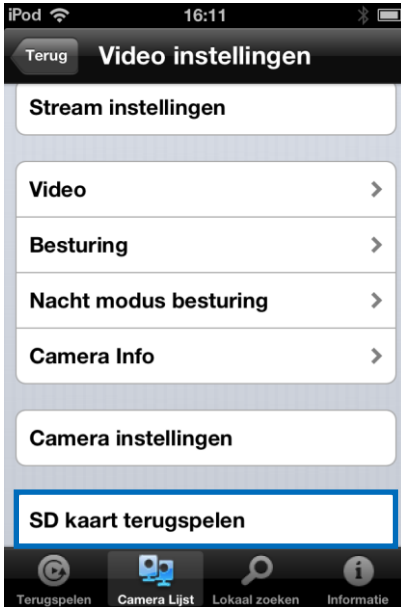 iPod 16:11
Terug Video instellingen
Stream instellingen
Video
Besturing
Nacht modus besturing
Camera Info
Camera instellingen
SD kaart terugspelen
Terugspelen Camera Lijst Lokaal zoeken Informatie